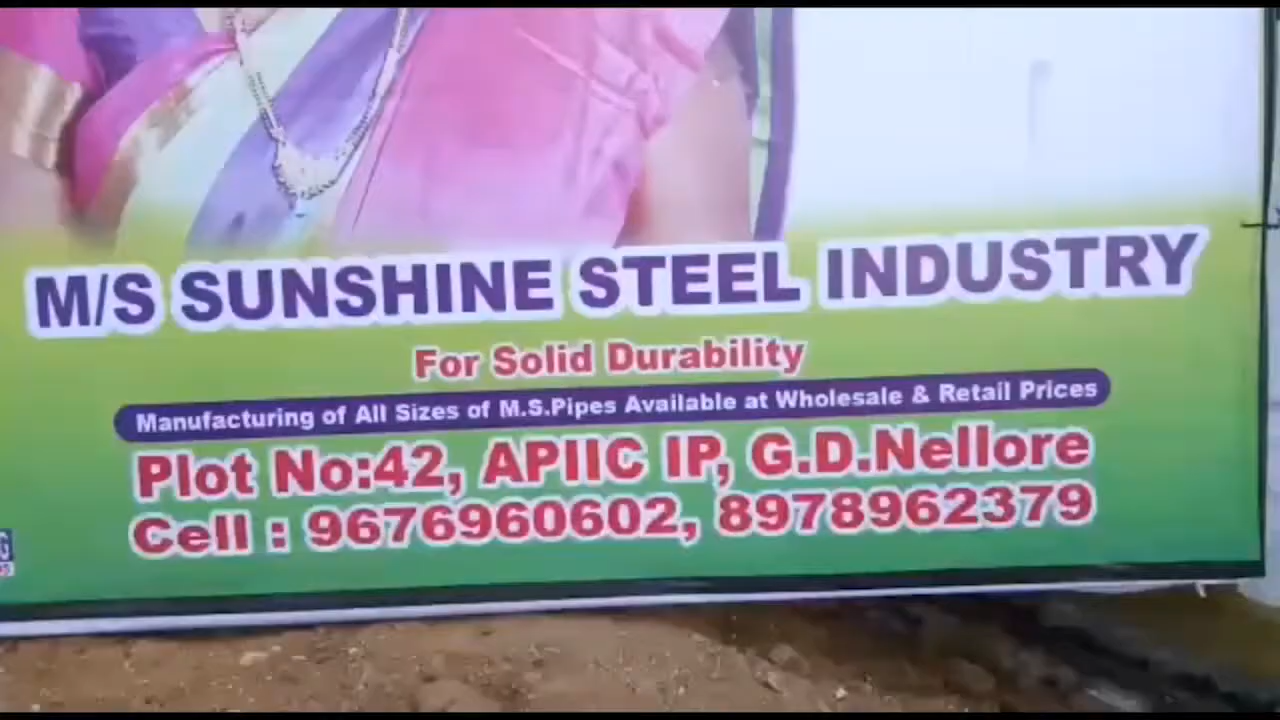 M/S SUNSHINE STEEL INDUSTRY
For Solid Durability
Manufacturing of All Sizes of M.S.Pipes Available at Wholesale & Retail Prices
Plot No:42, APIIC IP, G.D.Nellore
Cell : 9676960602, 8978962379